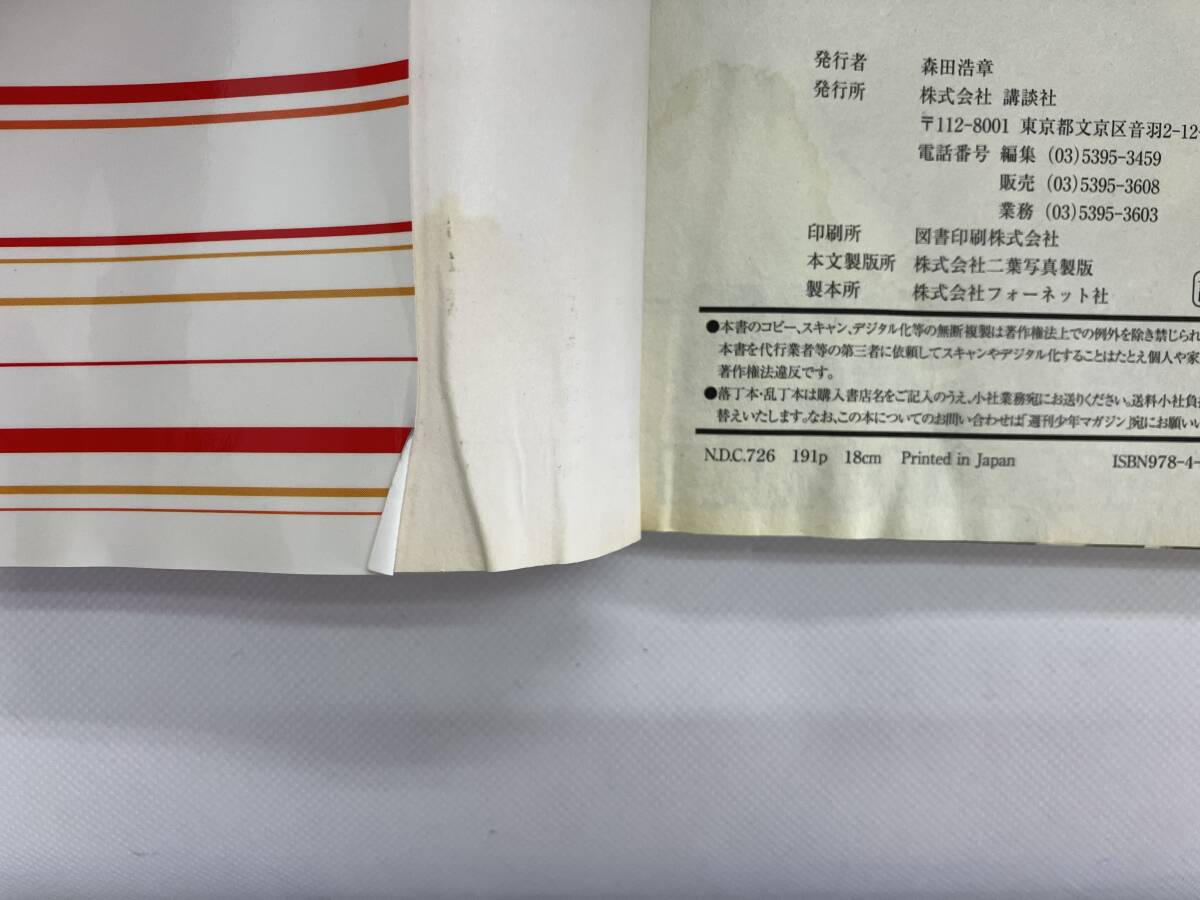 発行者 森田浩章
発行所 株式会社 講談社
〒112-8001 東京都文京区音羽2-12-
電話番号 編集 (03)5395-3459
販売 (03)5395-3608
業務 (03)5395-3603
印刷所 図書印刷株式会社
本文製版所 株式会社二葉写真製版
製本所 株式会社フォーネット社
●本書のコピー、スキャン、デジタル化等の無断複製は著作権法上での例外を除き禁じられ
本書を代行業者等の第三者に依頼してスキャンやデジタル化することはたとえ個人や家
著作権法違反です。
●落丁本・乱丁本は購入書店名をご記入のうえ、小社業務宛にお送りください。送料小社負担
替えいたします。なお、この本についてのお問い合わせは「週刊少年マガジン」宛にお願いい
N.D.C.726 191p 18cm Printed in Japan ISBN978-4-